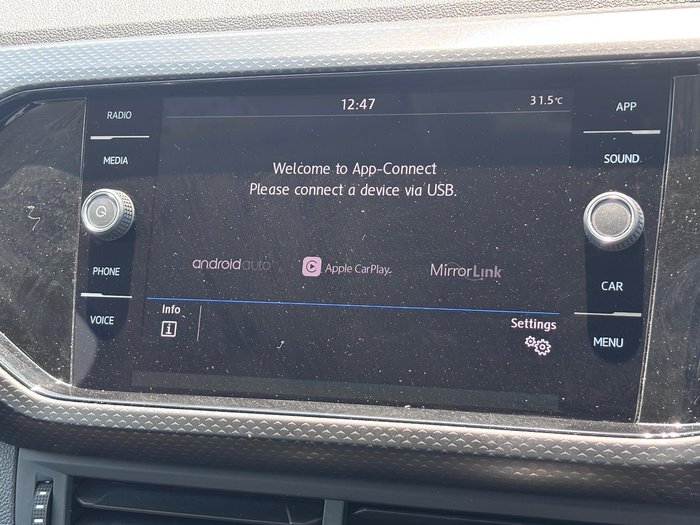 RADIO
12:47
31.5°C
APP
MEDIA
SOUND
Welcome to App-Connect
Please connect a device via USB.
androidauto
Apple CarPlay
MirrorLink
PHONE
CAR
VOICE
Info
i
Settings
MENU